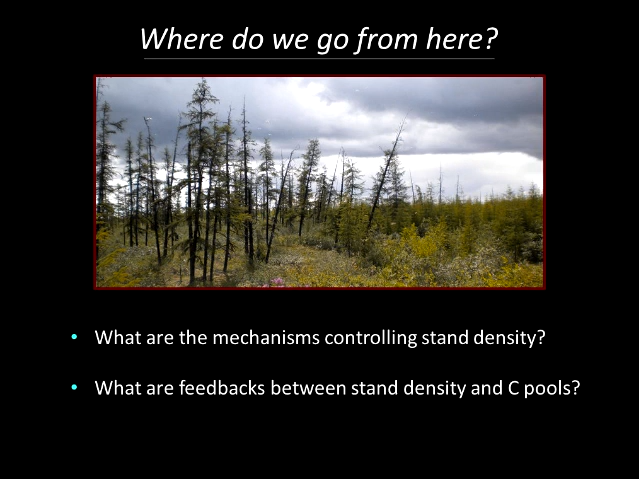 Where do we go from here?
• What are the mechanisms controlling stand density?
• What are feedbacks between stand density and C pools?